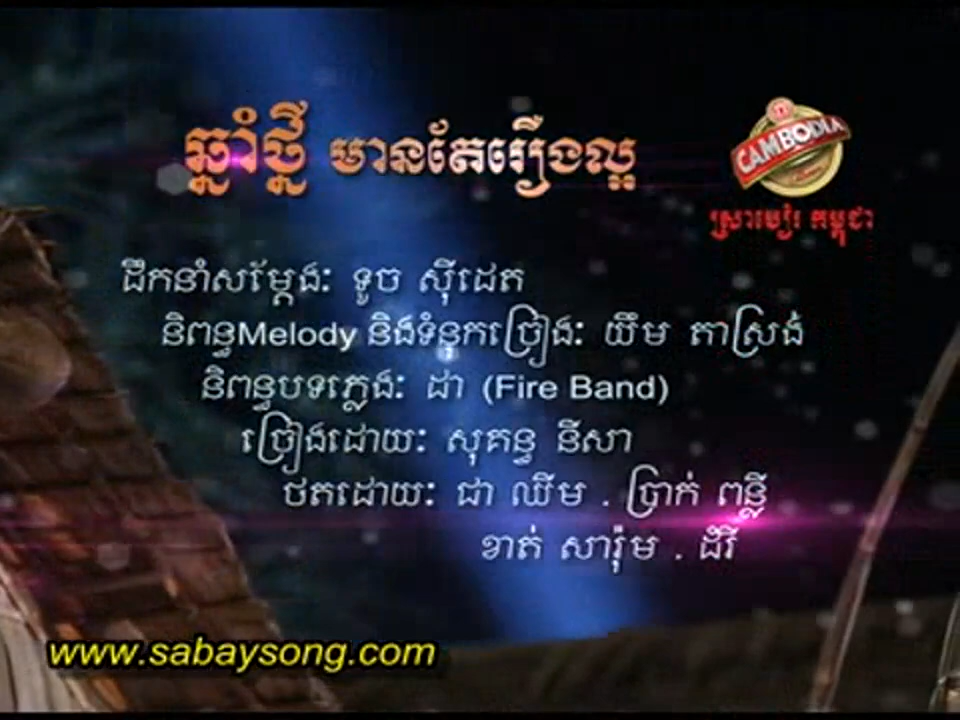 ឆ្នាំថ្មី មានតែរឿងល្អ
CAMBODIA
ស្រាបៀរ កម្ពុជា
ដឹកនាំសម្ដែងៈ ទូច ស៊ីដេត
និពន្ធMelody និងទំនុកច្រៀងៈ យឹម តាស្រង់
និពន្ធបទភ្លេងៈ ដា (Fire Band)
ច្រៀងដោយៈ សុគន្ធ នីសា
ថតដោយៈ ជា ឈឹម . ប្រាក់ ពន្លឺ
ខាត់ សារ៉ុម . ដំរី
www.sabaysong.com